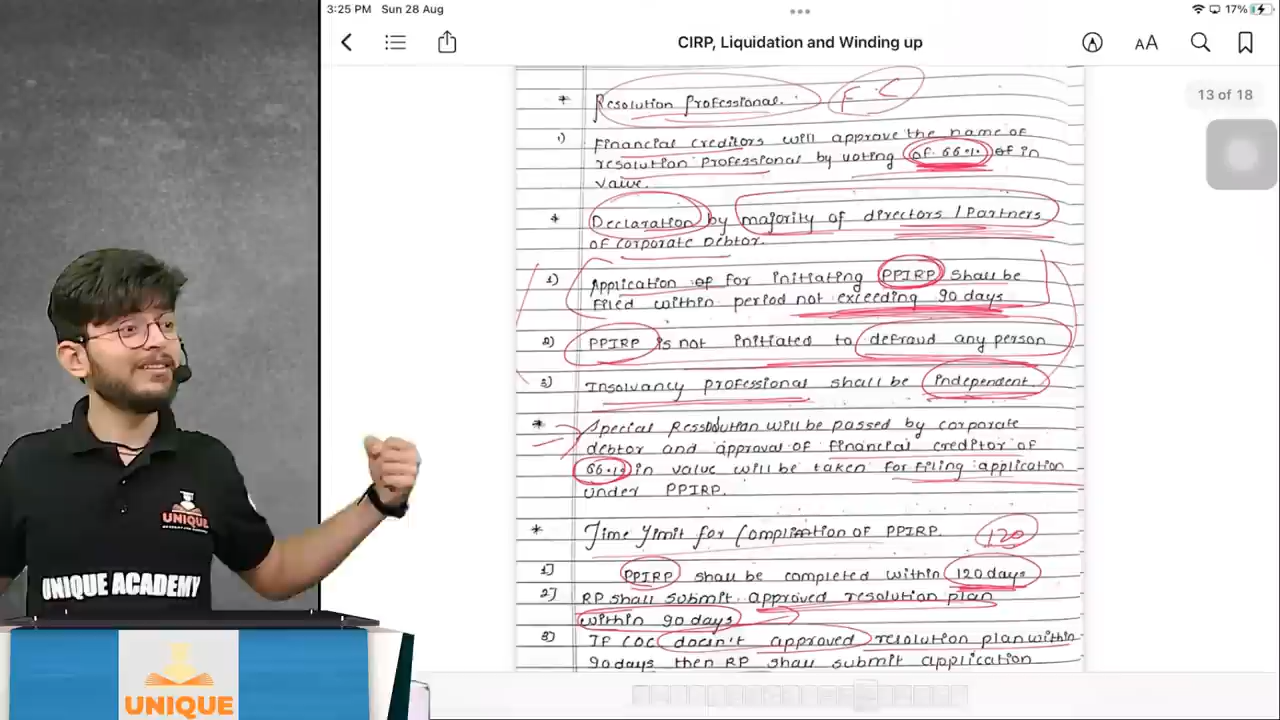 3:25 PM Sun 28 Aug
17%
CIRP, Liquidation and Winding up
AA
13 of 18
* Resolution Professional. F.C
1) Financial creditors will approve the name of
resolution professional by voting of 66% of in
value.
* Declaration by majority of directors / Partners
of corporate Debtor.
1) Application of for initiating PPIRP shall be
filed within period not exceeding 90 days
2) PPIRP is not initiated to defraud any person
3) Insolvancy professional shall be independent
* Special Resolution will be passed by corporate
debtor and approval of financial creditor of
66% in value will be taken for filing application
under PPIRP.
* Time limit for Completion of PPIRP. 120
1] PPIRP shall be completed within 120 days
2] RP shall submit approved resolution plan
within 90 days
3) If COC doesn't approved resolution plan within
90 days then RP shall submit application
UNIQUE
UNIQUE ACADEMY
UNIQUE